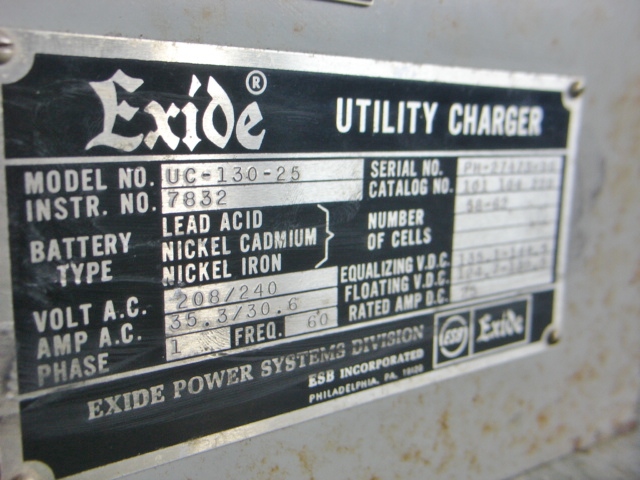 Exide®
UTILITY CHARGER
MODEL NO. UC-130-25
INSTR. NO. 7832
BATTERY TYPE
LEAD ACID
NICKEL CADMIUM
NICKEL IRON
VOLT A.C. 208/240
AMP A.C. 35.3/30.6
PHASE 1 FREQ. 60
SERIAL NO.
CATALOG NO.
NUMBER OF CELLS
EQUALIZING V.D.C.
FLOATING V.D.C.
RATED AMP D.C.
EXIDE POWER SYSTEMS DIVISION
ESB INCORPORATED
PHILADELPHIA, PA.
ESB Exide